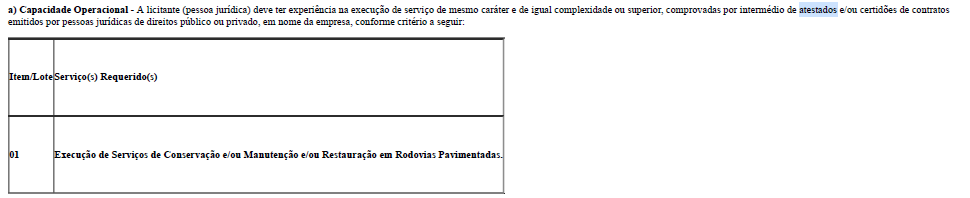 a) Capacidade Operacional - A licitante (pessoa jurídica) deve ter experiência na execução de serviço de mesmo caráter e de igual complexidade ou superior, comprovadas por intermédio de atestados e/ou certidões de contratos
emitidos por pessoas jurídicas de direitos público ou privado, em nome da empresa, conforme critério a seguir:
Item/Lote Serviço(s) Requerido(s)
01 Execução de Serviços de Conservação e/ou Manutenção e/ou Restauração em Rodovias Pavimentadas.